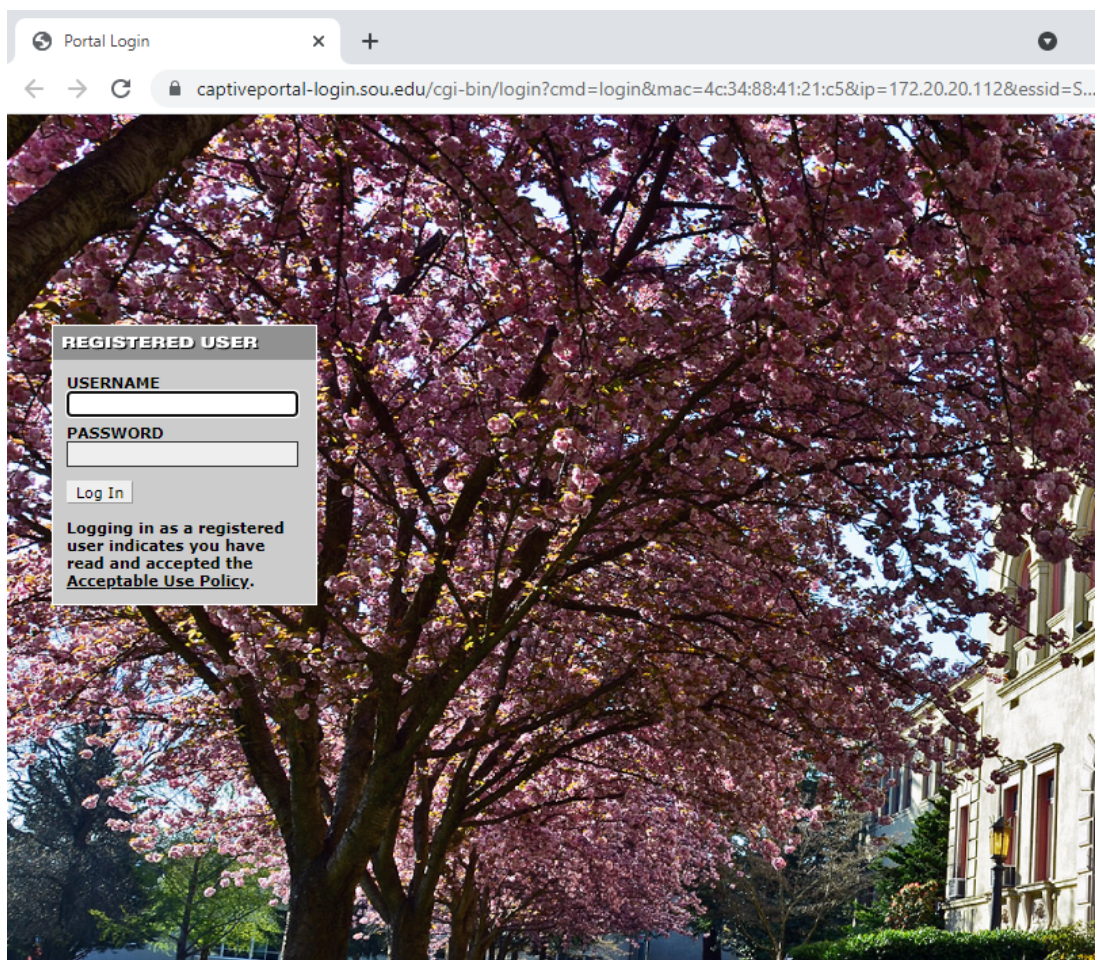 Portal Login
captiveportal-login.sou.edu/cgi-bin/login?cmd=login&mac=4c:34:88:41:21:c5&ip=172.20.20.112&essid=S...
REGISTERED USER
USERNAME
PASSWORD
Log In
Logging in as a registered
user indicates you have
read and accepted the
Acceptable Use Policy.